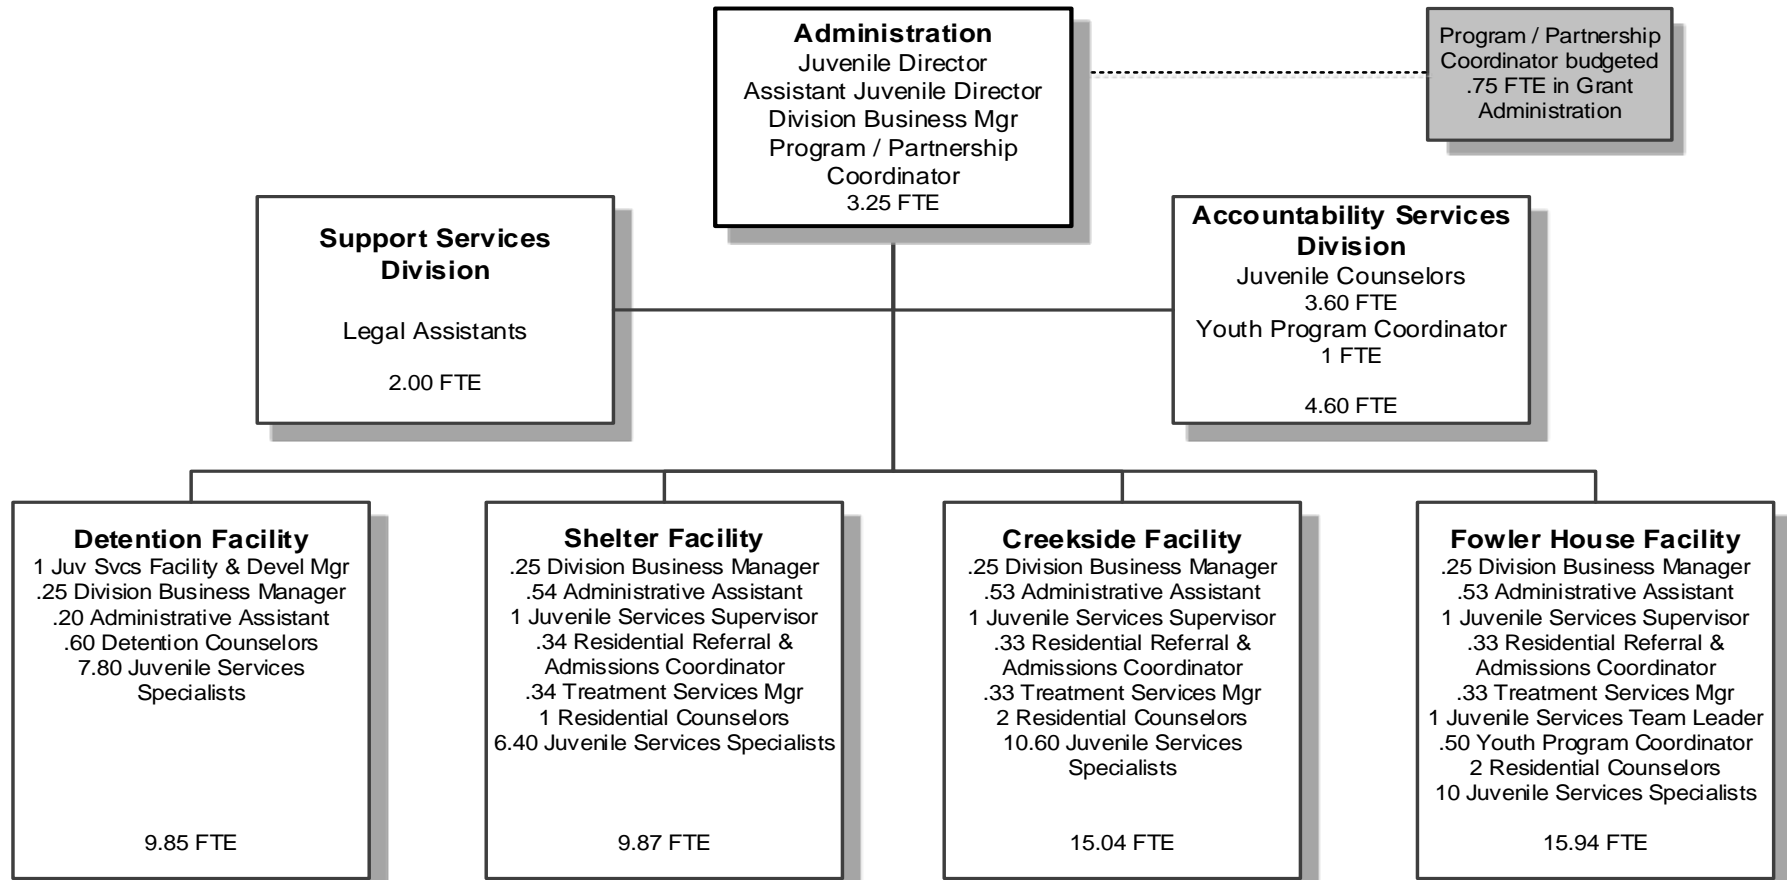 Administration
Juvenile Director
Assistant Juvenile Director
Division Business Mgr
Program / Partnership
Coordinator
3.25 FTE
Program / Partnership
Coordinator budgeted
.75 FTE in Grant
Administration
Support Services
Division
Legal Assistants
2.00 FTE
Accountability Services
Division
Juvenile Counselors
3.60 FTE
Youth Program Coordinator
1 FTE
4.60 FTE
Detention Facility
1 Juv Svcs Facility & Devel Mgr
.25 Division Business Manager
.20 Administrative Assistant
.60 Detention Counselors
7.80 Juvenile Services
Specialists
9.85 FTE
Shelter Facility
.25 Division Business Manager
.54 Administrative Assistant
1 Juvenile Services Supervisor
.34 Residential Referral &
Admissions Coordinator
.34 Treatment Services Mgr
1 Residential Counselors
6.40 Juvenile Services Specialists
9.87 FTE
Creekside Facility
.25 Division Business Manager
.53 Administrative Assistant
1 Juvenile Services Supervisor
.33 Residential Referral &
Admissions Coordinator
.33 Treatment Services Mgr
2 Residential Counselors
10.60 Juvenile Services
Specialists
15.04 FTE
Fowler House Facility
.25 Division Business Manager
.53 Administrative Assistant
1 Juvenile Services Supervisor
.33 Residential Referral &
Admissions Coordinator
.33 Treatment Services Mgr
1 Juvenile Services Team Leader
.50 Youth Program Coordinator
2 Residential Counselors
10 Juvenile Services Specialists
15.94 FTE